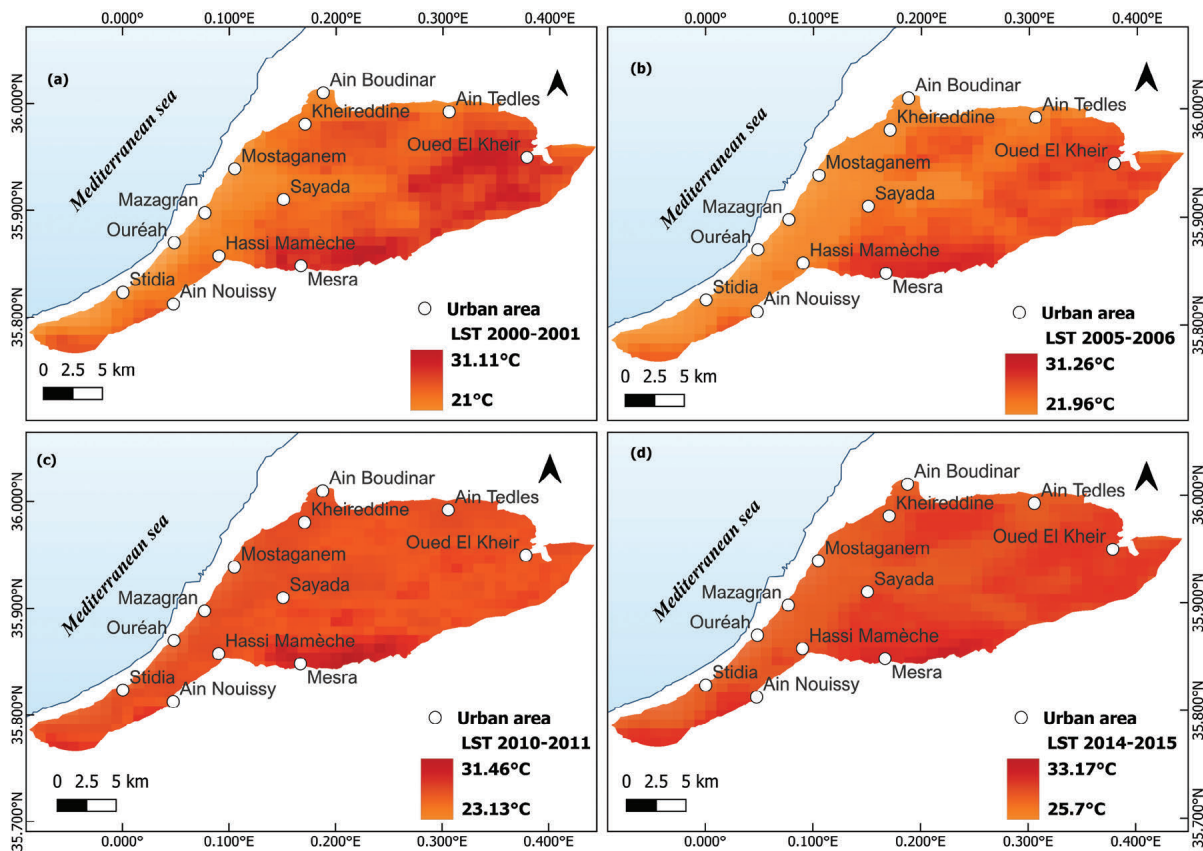 0.000° 0.100°E 0.200°E 0.300°E 0.400°E 0.000° 0.100°E 0.200°E 0.300°E 0.400°E
(a)
Mediterranean sea
Ain Boudinar
Kheireddine
Ain Tedles
Oued El Kheir
Mostaganem
Sayada
Mazagran
Ouréah
Hassi Mamèche
Stidia
Mesra
Ain Nouissy
Urban area
LST 2000-2001
31.11°C
21°C
0 2.5 5 km
36.000°N
35.900°N
35.800°N
(b)
Mediterranean sea
Ain Boudinar
Kheireddine
Ain Tedles
Oued El Kheir
Mostaganem
Sayada
Mazagran
Ouréah
Hassi Mamèche
Stidia
Mesra
Ain Nouissy
Urban area
LST 2005-2006
31.26°C
21.96°C
0 2.5 5 km
36.000°N
35.900°N
35.800°N
(c)
Mediterranean sea
Ain Boudinar
Kheireddine
Ain Tedles
Oued El Kheir
Mostaganem
Sayada
Mazagran
Ouréah
Hassi Mamèche
Stidia
Mesra
Ain Nouissy
Urban area
LST 2010-2011
31.46°C
23.13°C
0 2.5 5 km
36.000°N
35.900°N
35.800°N
35.700°N
(d)
Mediterranean sea
Ain Boudinar
Kheireddine
Ain Tedles
Oued El Kheir
Mostaganem
Sayada
Mazagran
Ouréah
Hassi Mamèche
Stidia
Mesra
Ain Nouissy
Urban area
LST 2014-2015
33.17°C
25.7°C
0 2.5 5 km
36.000°N
35.900°N
35.800°N
35.700°N
0.000° 0.100°E 0.200°E 0.300°E 0.400°E 0.000° 0.100°E 0.200°E 0.300°E 0.400°E